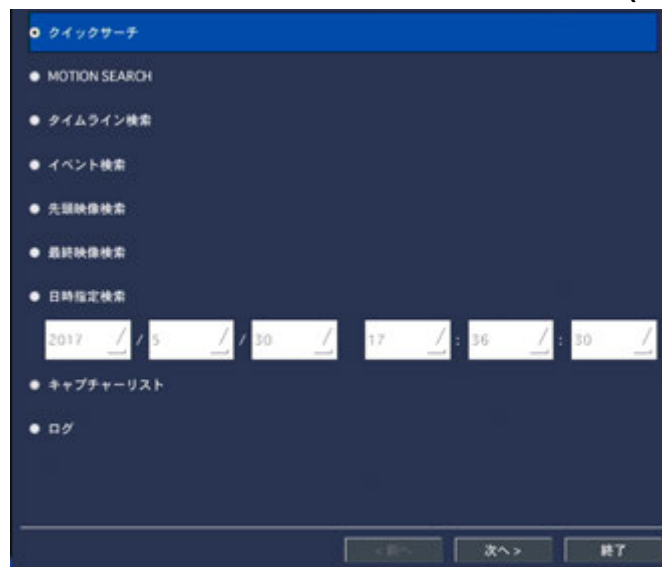 クイックサーチ
MOTION SEARCH
タイムライン検索
イベント検索
先頭映像検索
最終映像検索
日時指定検索
2017 / 5 / 30 17 : 36 : 30
キャプチャーリスト
ログ
<前へ 次へ> 終了